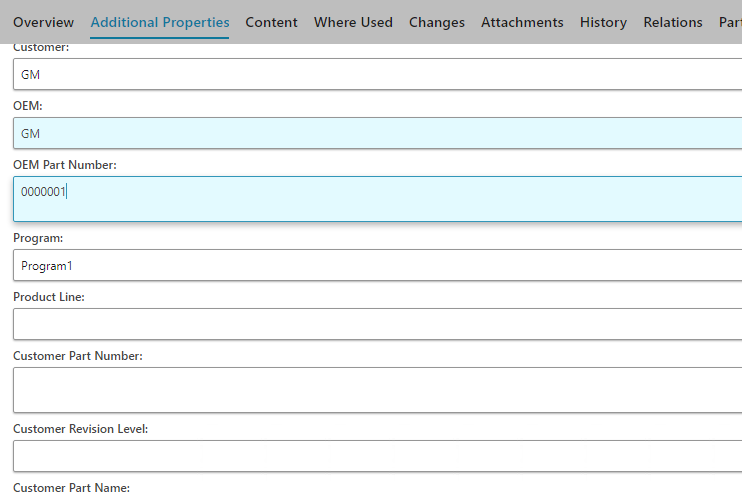 Overview Additional Properties Content Where Used Changes Attachments History Relations Part
Customer:
GM
OEM:
GM
OEM Part Number:
0000001
Program:
Program1
Product Line:
Customer Part Number:
Customer Revision Level:
Customer Part Name: